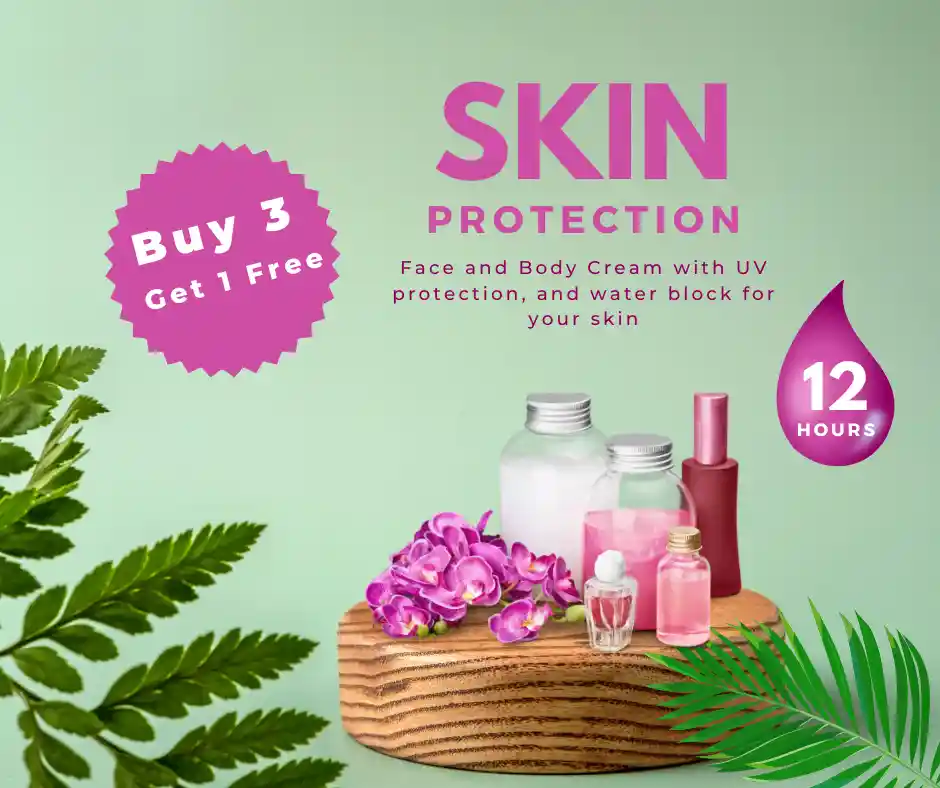 SKIN
PROTECTION
Face and Body Cream with UV
protection, and water block for
your skin
Buy 3
Get 1 Free
12
HOURS